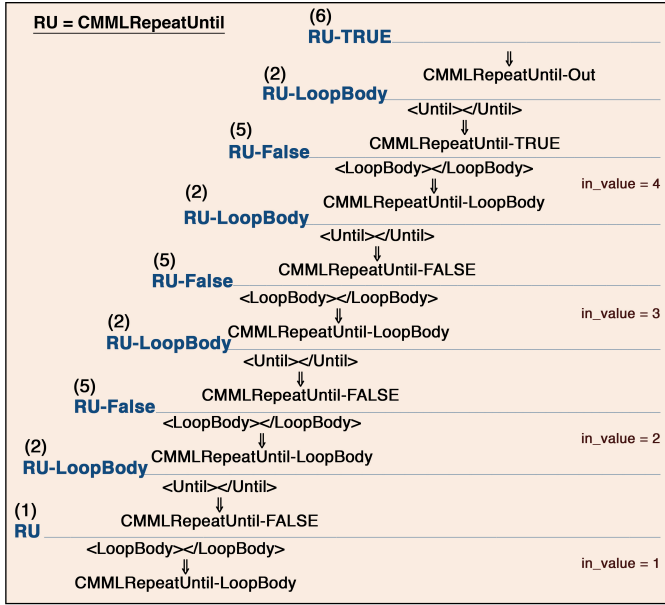 RU = CMMLRepeatUntil
(6)
RU-TRUE
⇓
CMMLRepeatUntil-Out
(2)
RU-LoopBody
<Until></Until>
⇓
CMMLRepeatUntil-TRUE
(5)
RU-False
<LoopBody></LoopBody>
⇓
in_value = 4
CMMLRepeatUntil-LoopBody
(2)
RU-LoopBody
<Until></Until>
⇓
CMMLRepeatUntil-FALSE
(5)
RU-False
<LoopBody></LoopBody>
⇓
in_value = 3
CMMLRepeatUntil-LoopBody
(2)
RU-LoopBody
<Until></Until>
⇓
CMMLRepeatUntil-FALSE
(5)
RU-False
<LoopBody></LoopBody>
⇓
in_value = 2
CMMLRepeatUntil-LoopBody
(2)
RU-LoopBody
<Until></Until>
⇓
CMMLRepeatUntil-FALSE
(1)
RU
<LoopBody></LoopBody>
⇓
in_value = 1
CMMLRepeatUntil-LoopBody